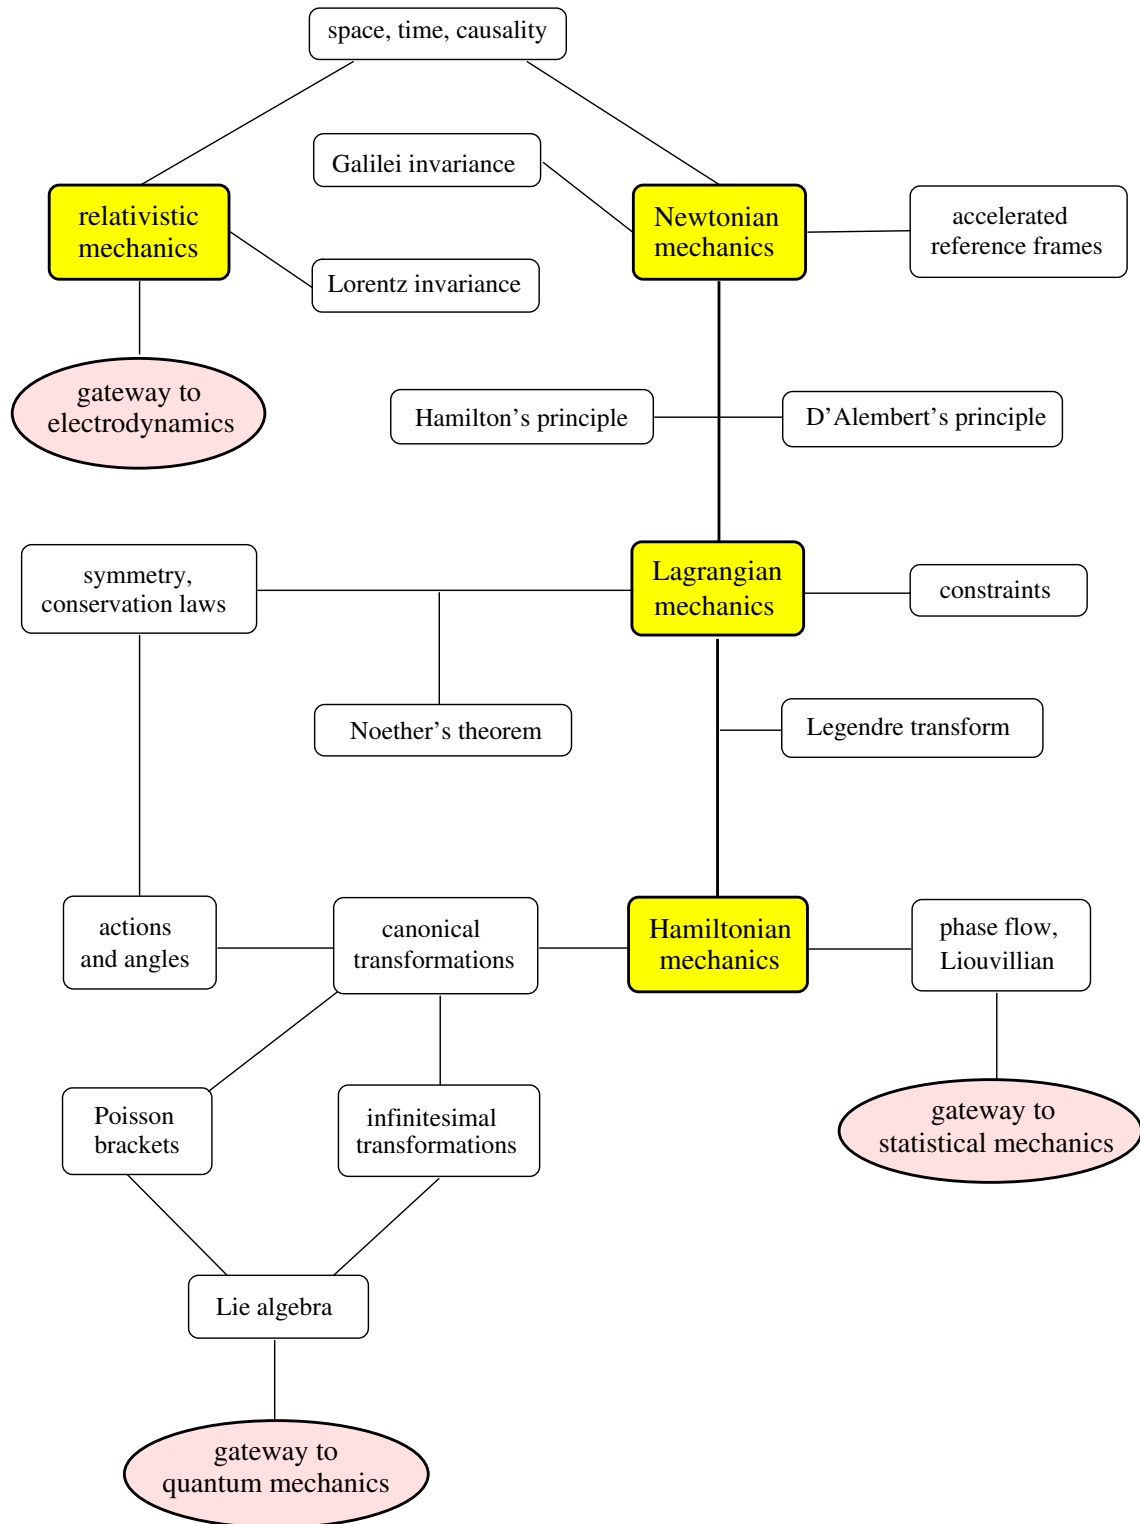 space, time, causality
Galilei invariance
relativistic
mechanics
Newtonian
mechanics
accelerated
reference frames
Lorentz invariance
gateway to
electrodynamics
Hamilton’s principle
D’Alembert’s principle
symmetry,
conservation laws
Lagrangian
mechanics
constraints
Noether’s theorem
Legendre transform
actions
and angles
canonical
transformations
Hamiltonian
mechanics
phase flow,
Liouvillian
Poisson
brackets
infinitesimal
transformations
gateway to
statistical mechanics
Lie algebra
gateway to
quantum mechanics